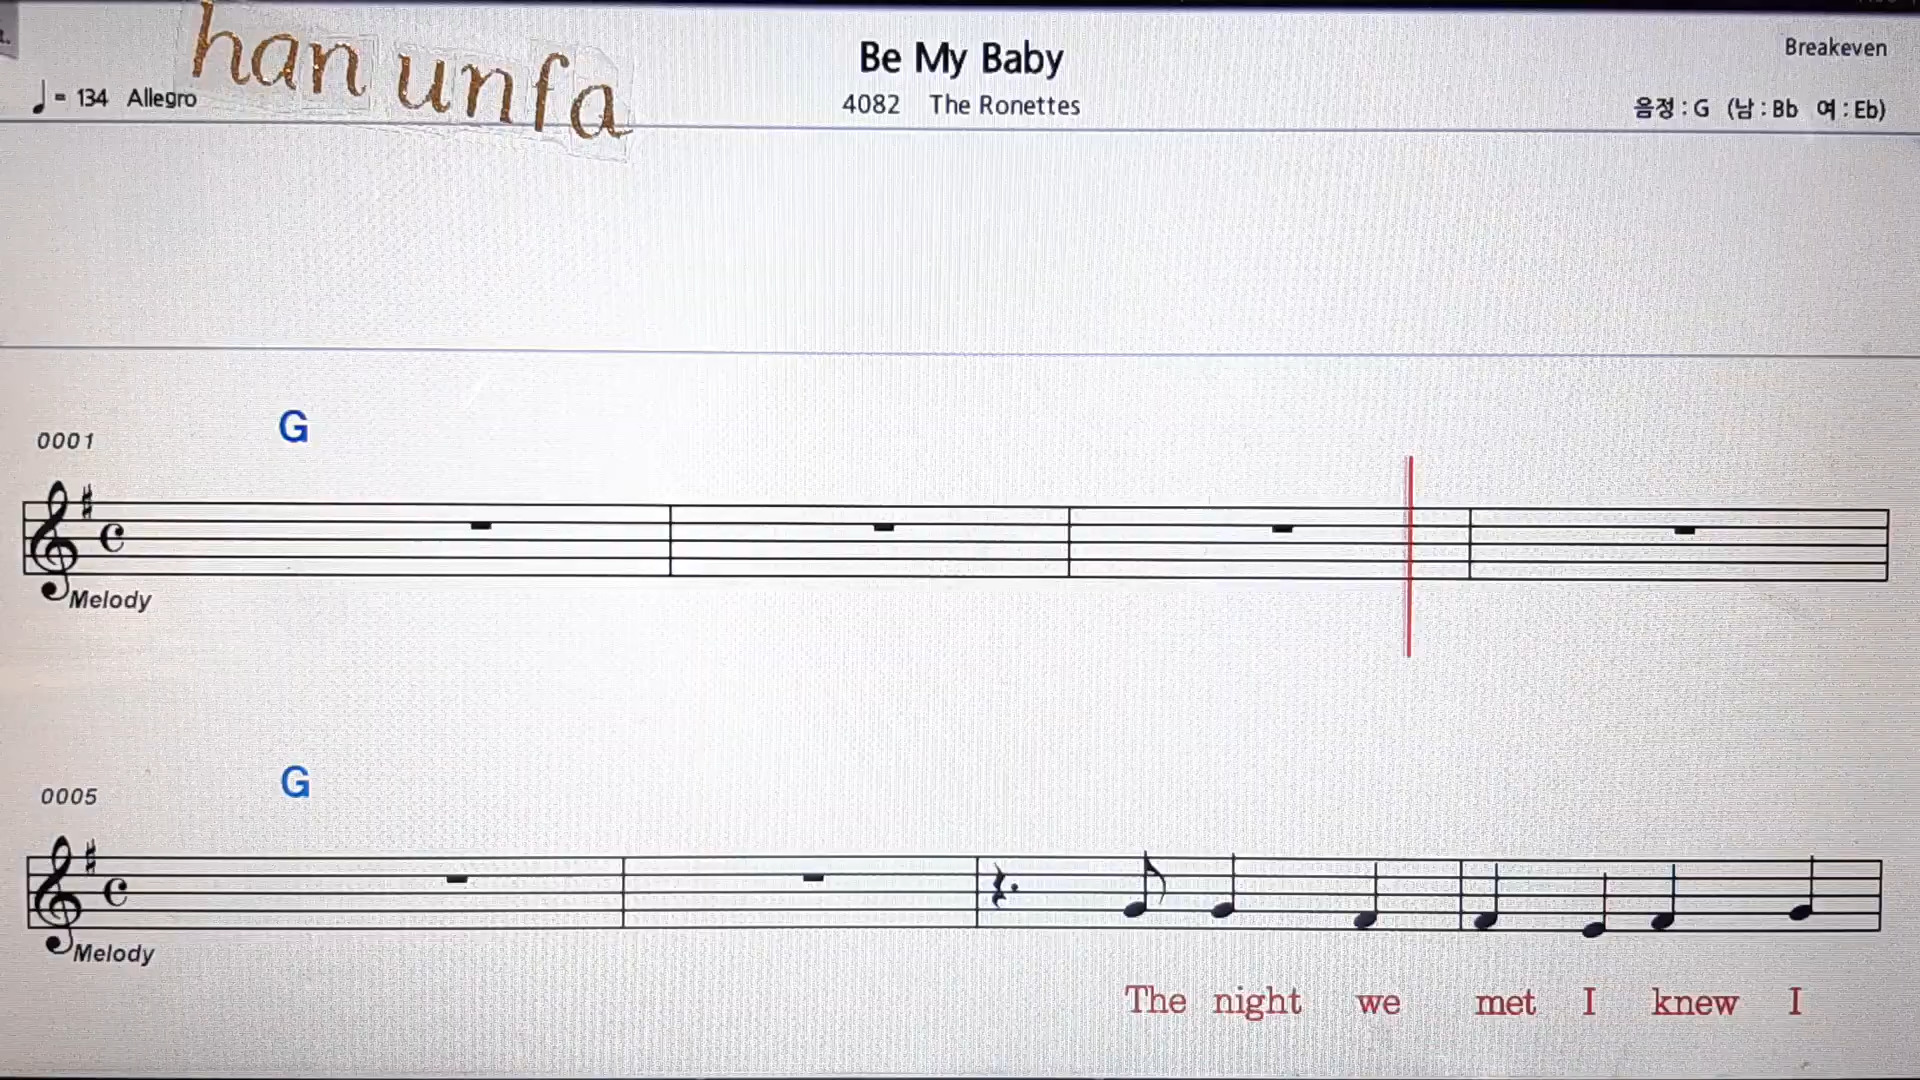 han unfa
Be My Baby
Breakeven
= 134 Allegro
4082 The Ronettes
음정 : G (남 : Bb 여 : Eb)
G
0001
Melody
G
0005
Melody
The night we met I knew I